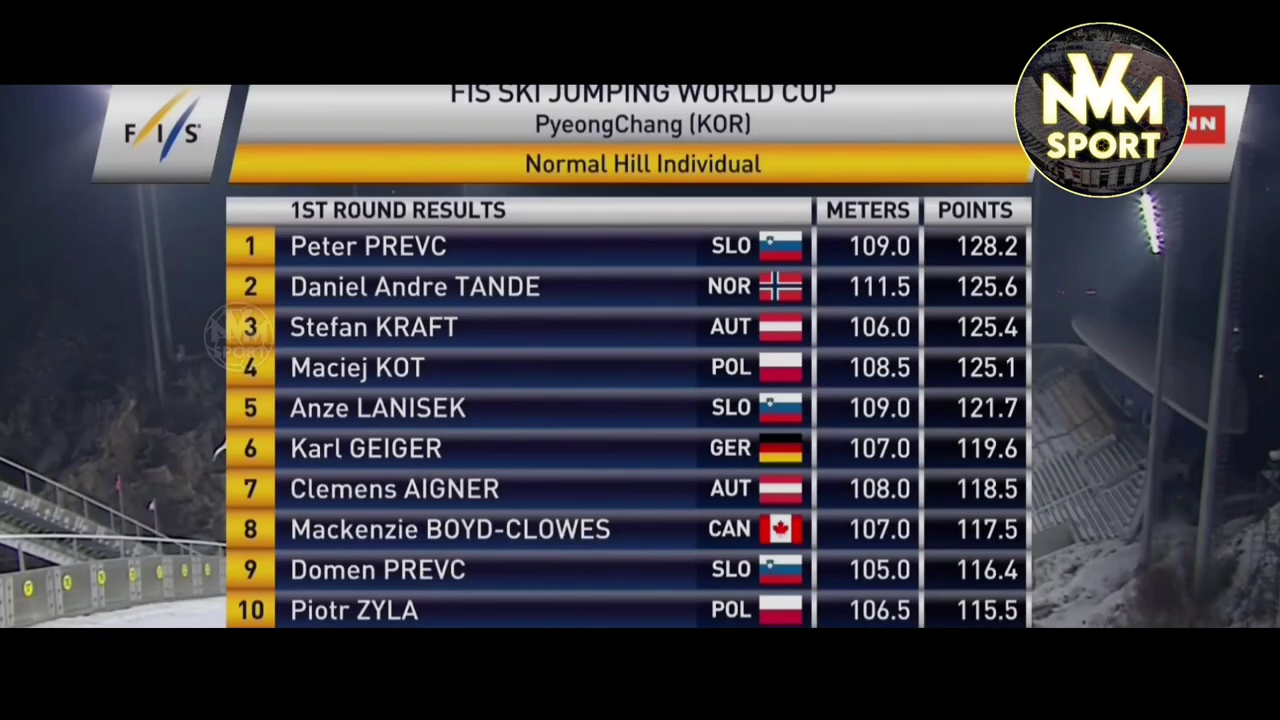 FIS SKI JUMPING WORLD CUP
PyeongChang (KOR)
Normal Hill Individual
FIS
NVM
SPORT
NN
1ST ROUND RESULTS METERS POINTS
1 Peter PREVC SLO 109.0 128.2
2 Daniel Andre TANDE NOR 111.5 125.6
3 Stefan KRAFT AUT 106.0 125.4
4 Maciej KOT POL 108.5 125.1
5 Anze LANISEK SLO 109.0 121.7
6 Karl GEIGER GER 107.0 119.6
7 Clemens AIGNER AUT 108.0 118.5
8 Mackenzie BOYD-CLOWES CAN 107.0 117.5
9 Domen PREVC SLO 105.0 116.4
10 Piotr ZYLA POL 106.5 115.5
NVM
SPORT